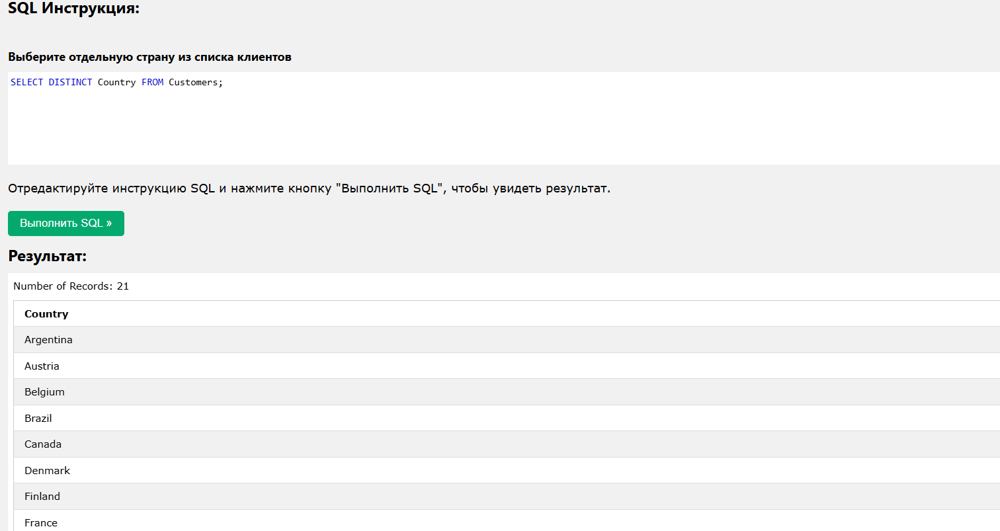 SQL Инструкция:
Выберите отдельную страну из списка клиентов
SELECT DISTINCT Country FROM Customers;
Отредактируйте инструкцию SQL и нажмите кнопку "Выполнить SQL", чтобы увидеть результат.
Выполнить SQL »
Результат:
Number of Records: 21
Country
Argentina
Austria
Belgium
Brazil
Canada
Denmark
Finland
France